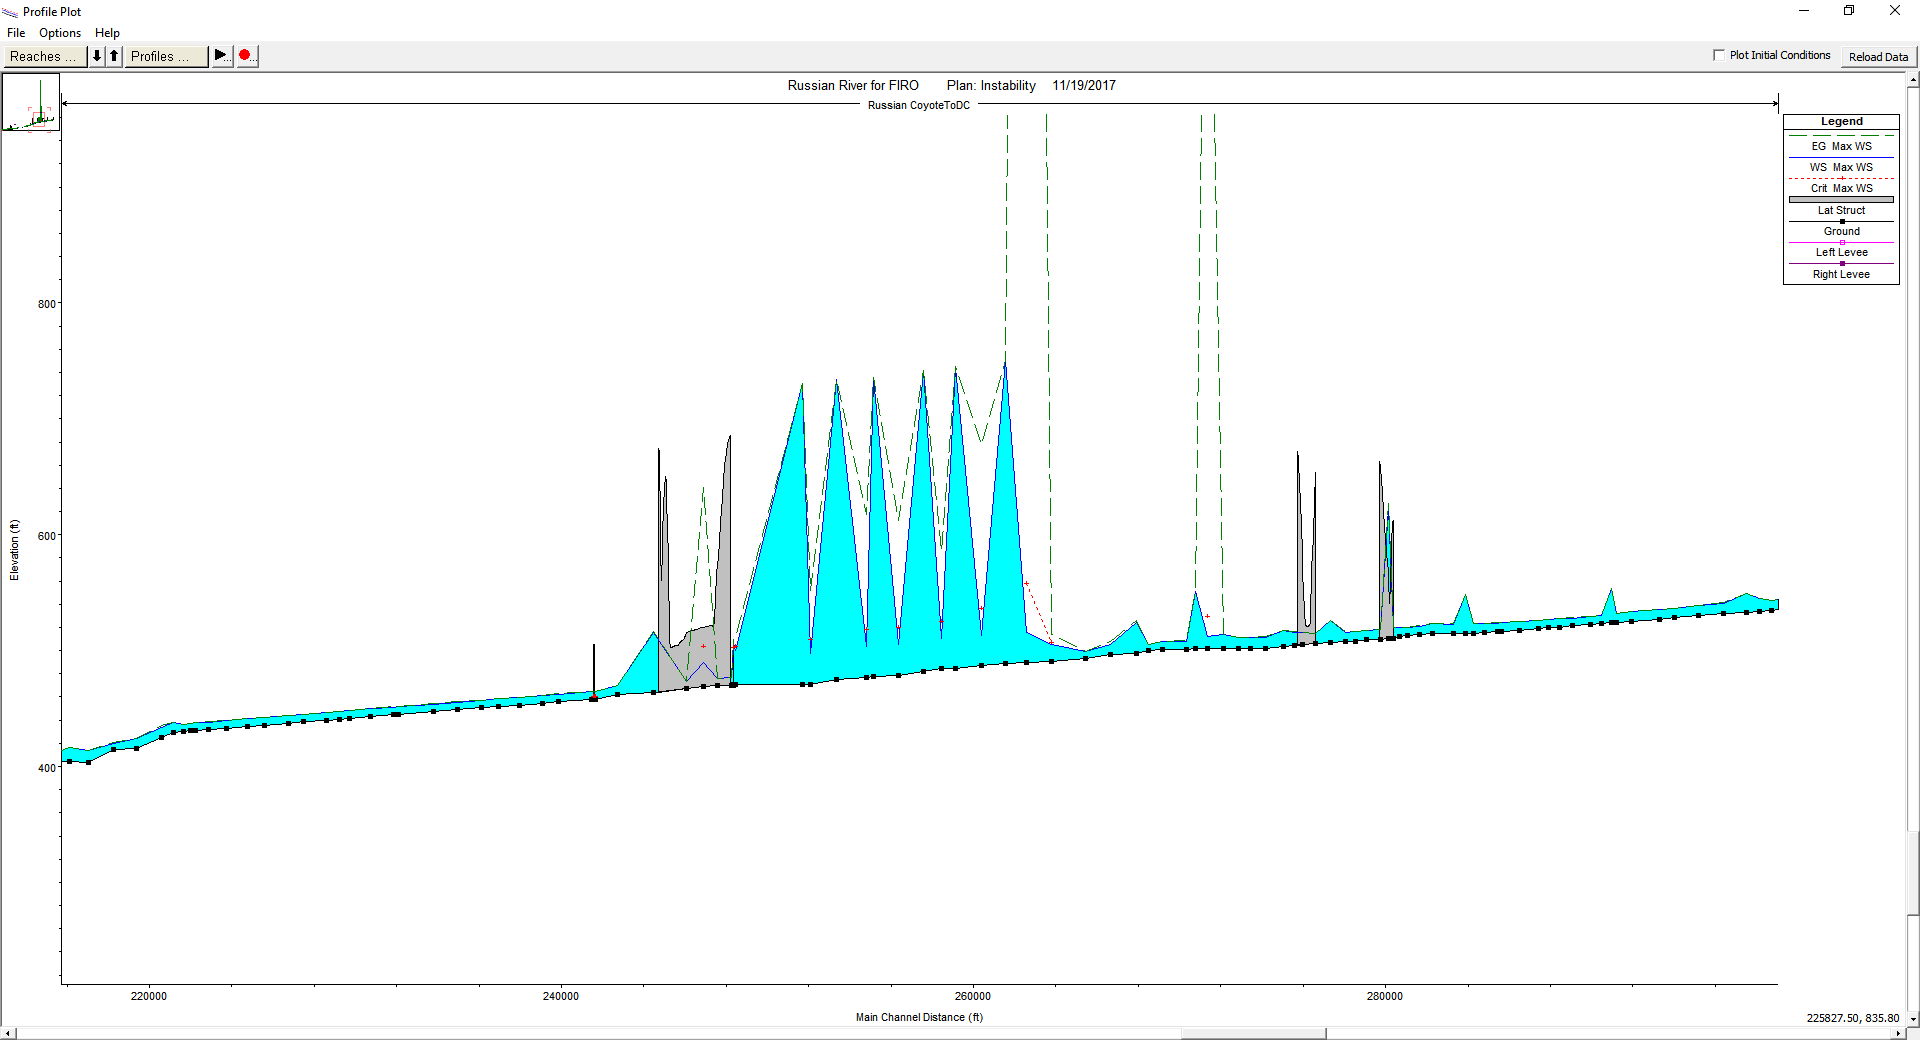 Profile Plot
File Options Help
Reaches ... Profiles ... ... ... Plot Initial Conditions Reload Data
Russian River for FIRO Plan: Instability 11/19/2017
Russian CoyoteToDC
Legend
EG Max WS
WS Max WS
Crit Max WS
Lat Struct
Ground
Left Levee
Right Levee
800
600
400
Elevation (ft)
220000 240000 260000 280000
Main Channel Distance (ft)
225827.50, 835.80